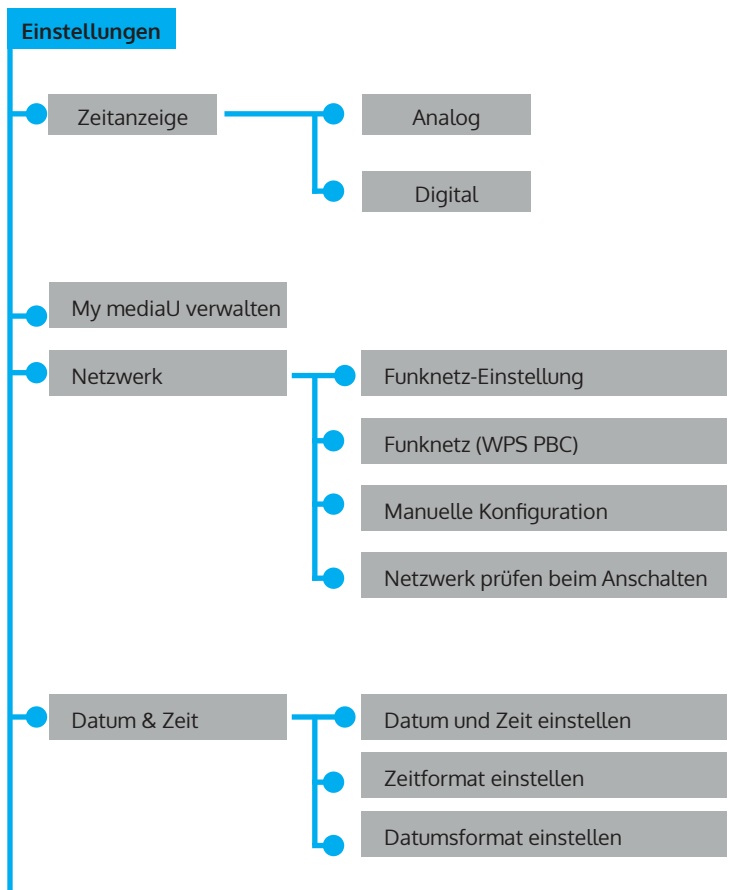 Einstellungen
Zeitanzeige
Analog
Digital
My mediaU verwalten
Netzwerk
Funknetz-Einstellung
Funknetz (WPS PBC)
Manuelle Konfiguration
Netzwerk prüfen beim Anschalten
Datum & Zeit
Datum und Zeit einstellen
Zeitformat einstellen
Datumsformat einstellen